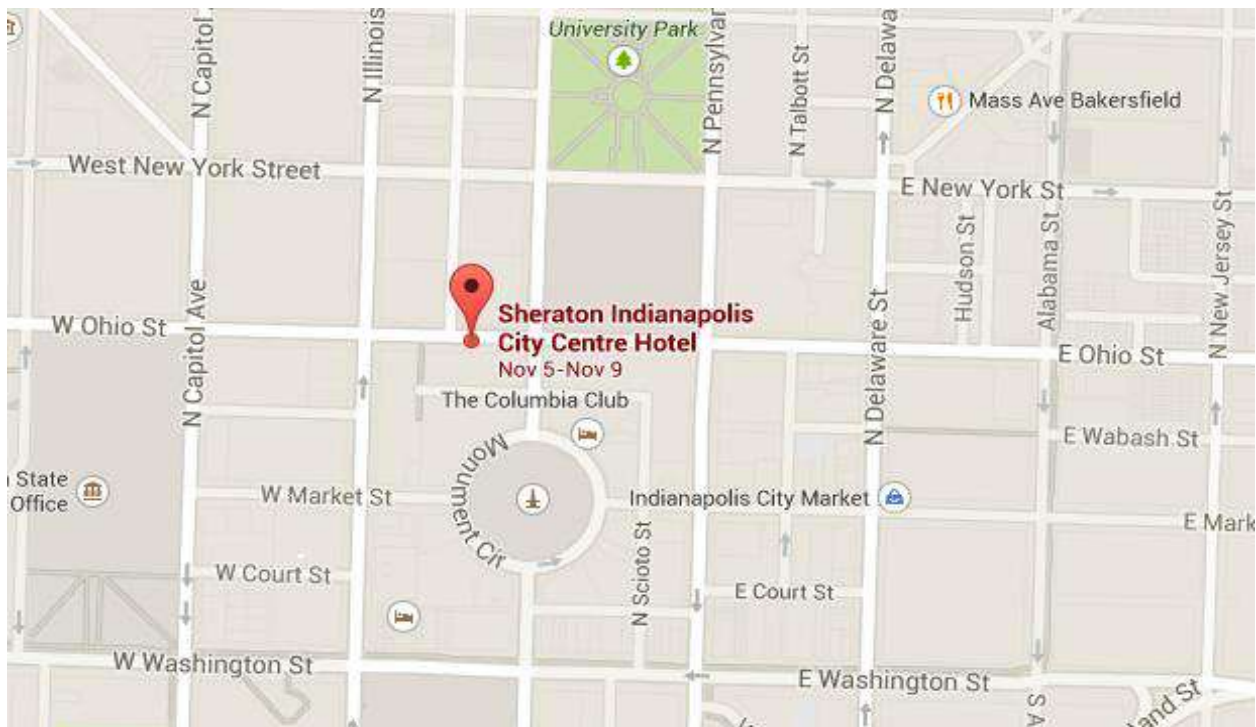 University Park
N Capitol
N Illinois
N Pennsylvan
N Talbott St
N Delawa
Mass Ave Bakersfield
West New York Street
E New York St
Hudson St
Alabama St
N New Jersey St
Sheraton Indianapolis
City Centre Hotel
Nov 5-Nov 9
W Ohio St
N Capitol Ave
E Ohio St
N Delaware St
The Columbia Club
E Wabash St
Monument Cir
State
Office
W Market St
Indianapolis City Market
E Mark
N Scioto St
W Court St
E Court St
W Washington St
E Washington St
S A
and St